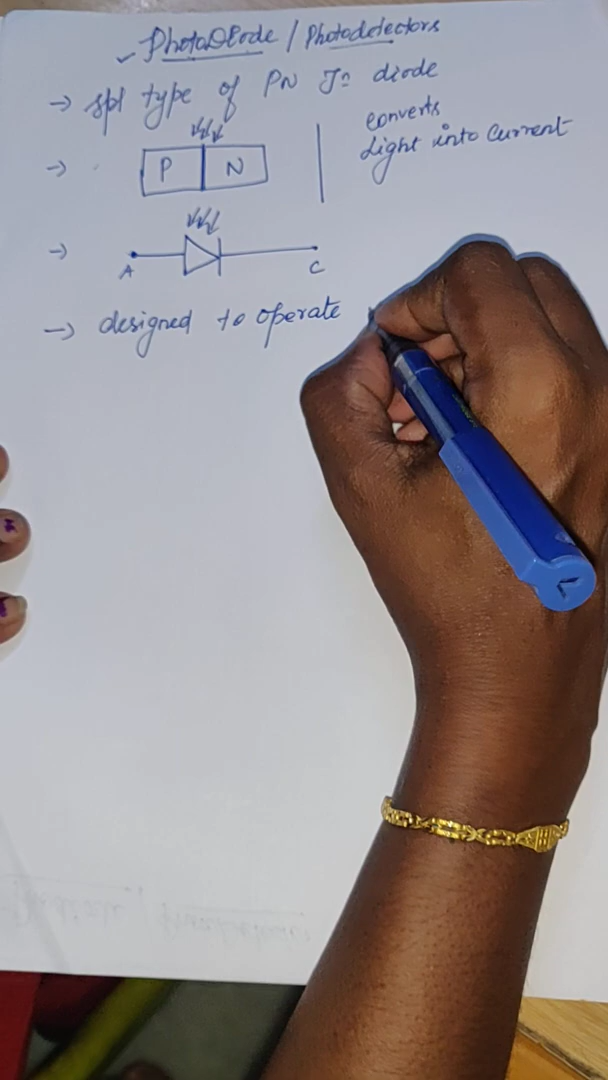 PhotoDiode / Photodetectors
→ spl type of PN Jn diode
converts
Light into Current
→ P N
→ A C
→ designed to operate